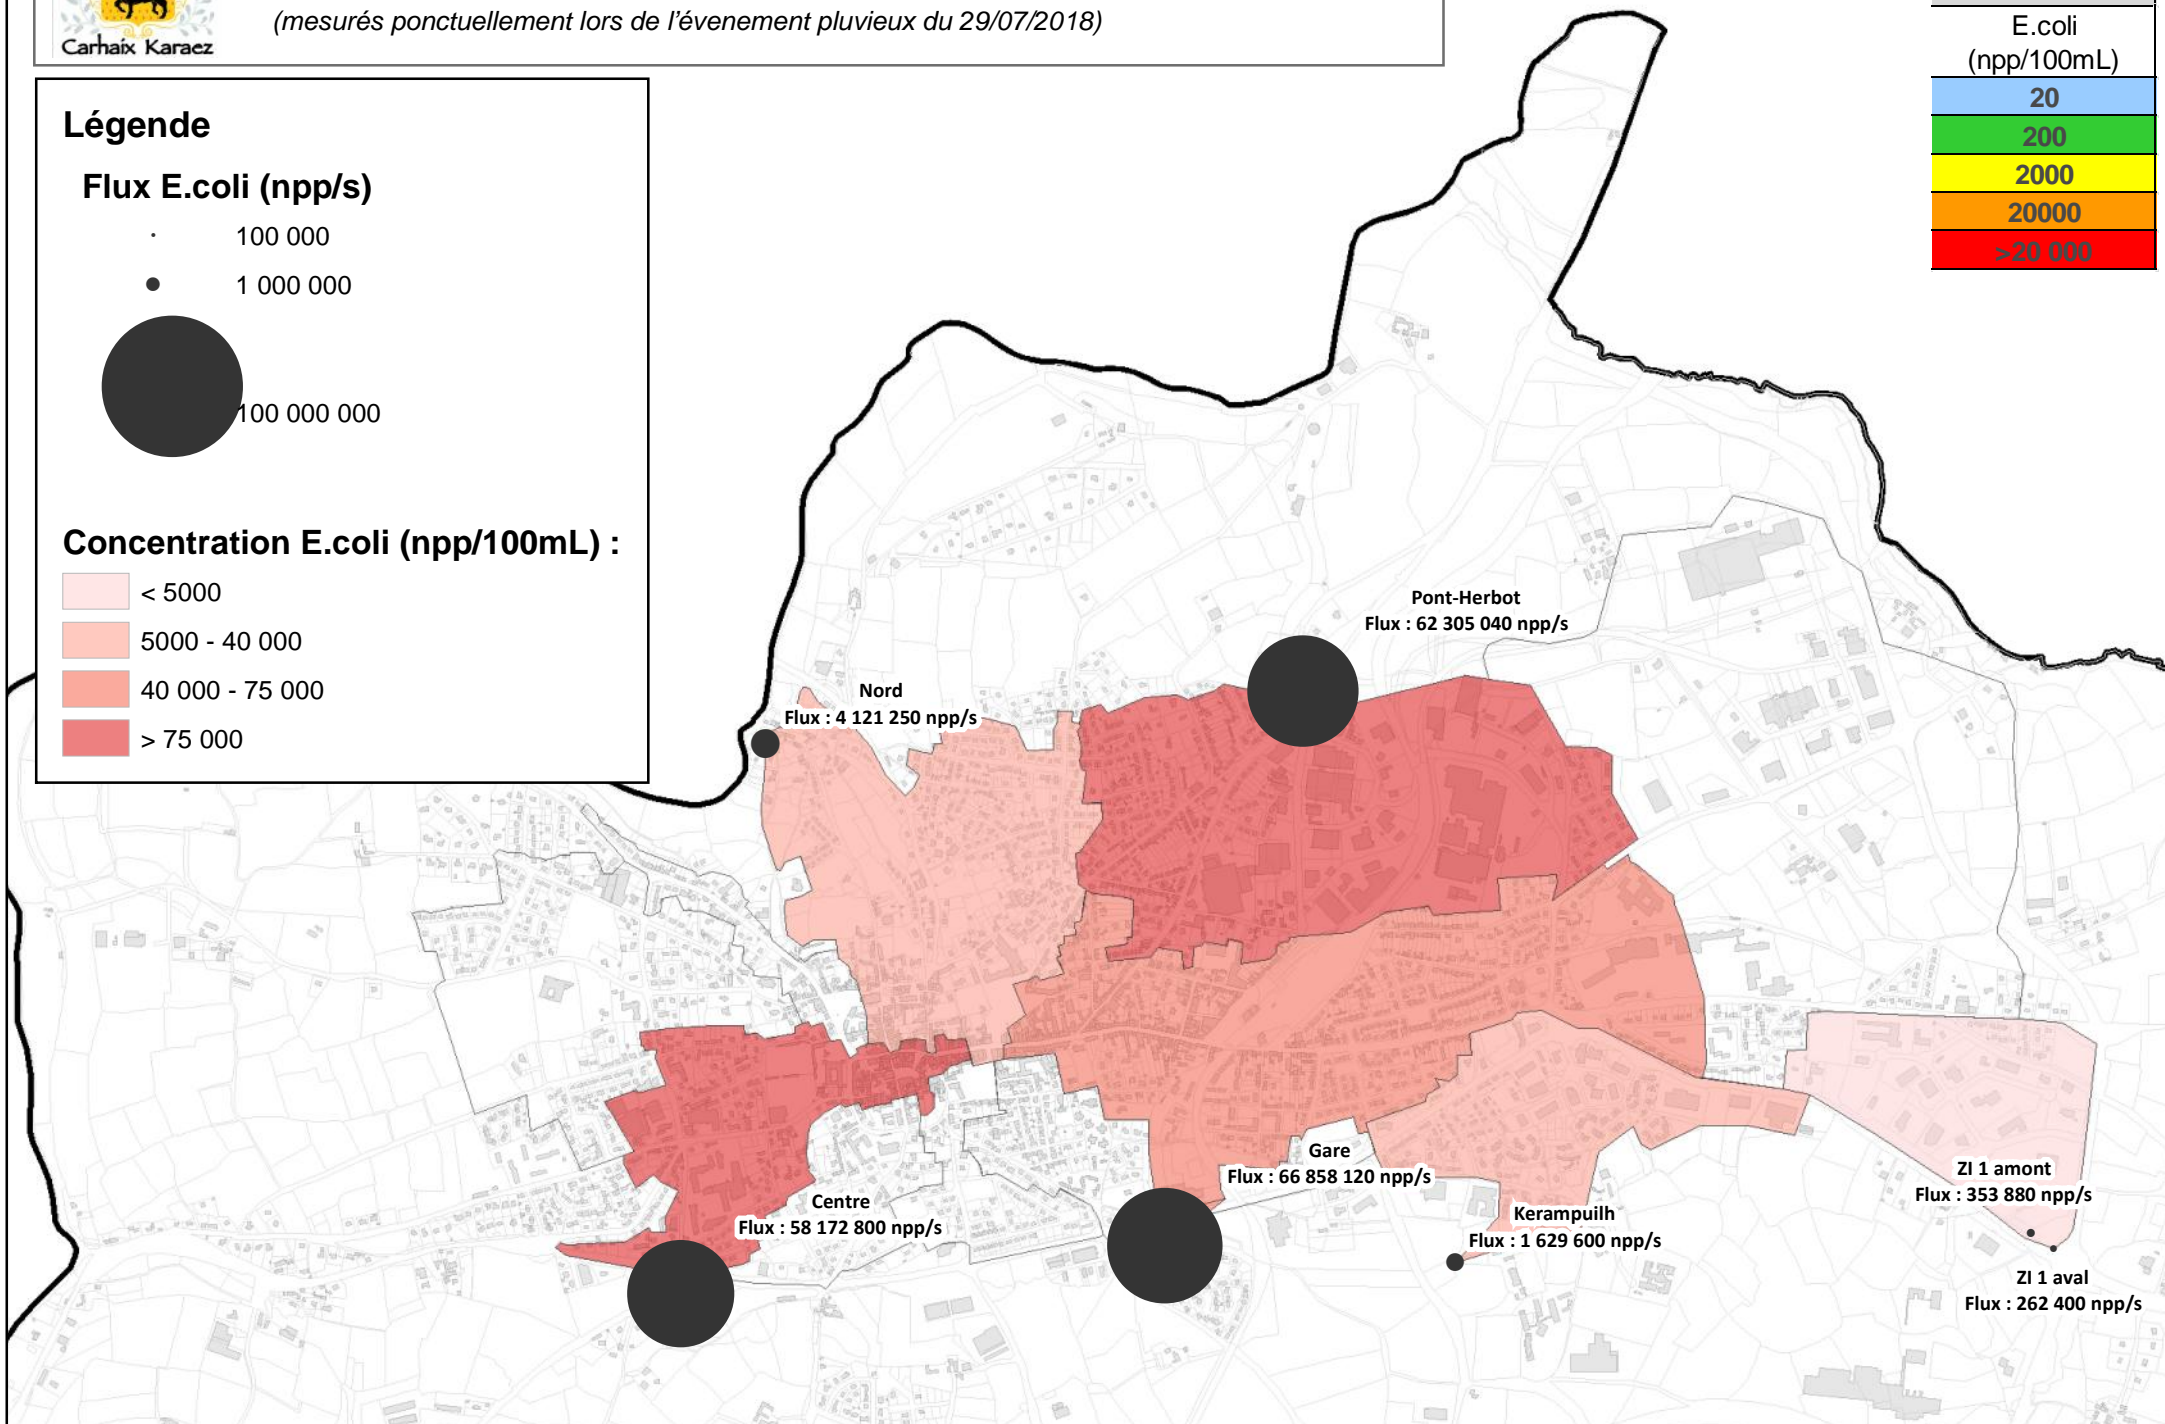 Carhaix Karaez
(mesurés ponctuellement lors de l'évenement pluvieux du 29/07/2018)
E.coli
(npp/100mL)
20
200
2000
20000
>20 000
Légende
Flux E.coli (npp/s)
100 000
1 000 000
100 000 000
Concentration E.coli (npp/100mL) :
< 5000
5000 - 40 000
40 000 - 75 000
> 75 000
Pont-Herbot
Flux : 62 305 040 npp/s
Nord
Flux : 4 121 250 npp/s
Gare
Flux : 66 858 120 npp/s
Centre
Flux : 58 172 800 npp/s
Kerampuilh
Flux : 1 629 600 npp/s
ZI 1 amont
Flux : 353 880 npp/s
ZI 1 aval
Flux : 262 400 npp/s